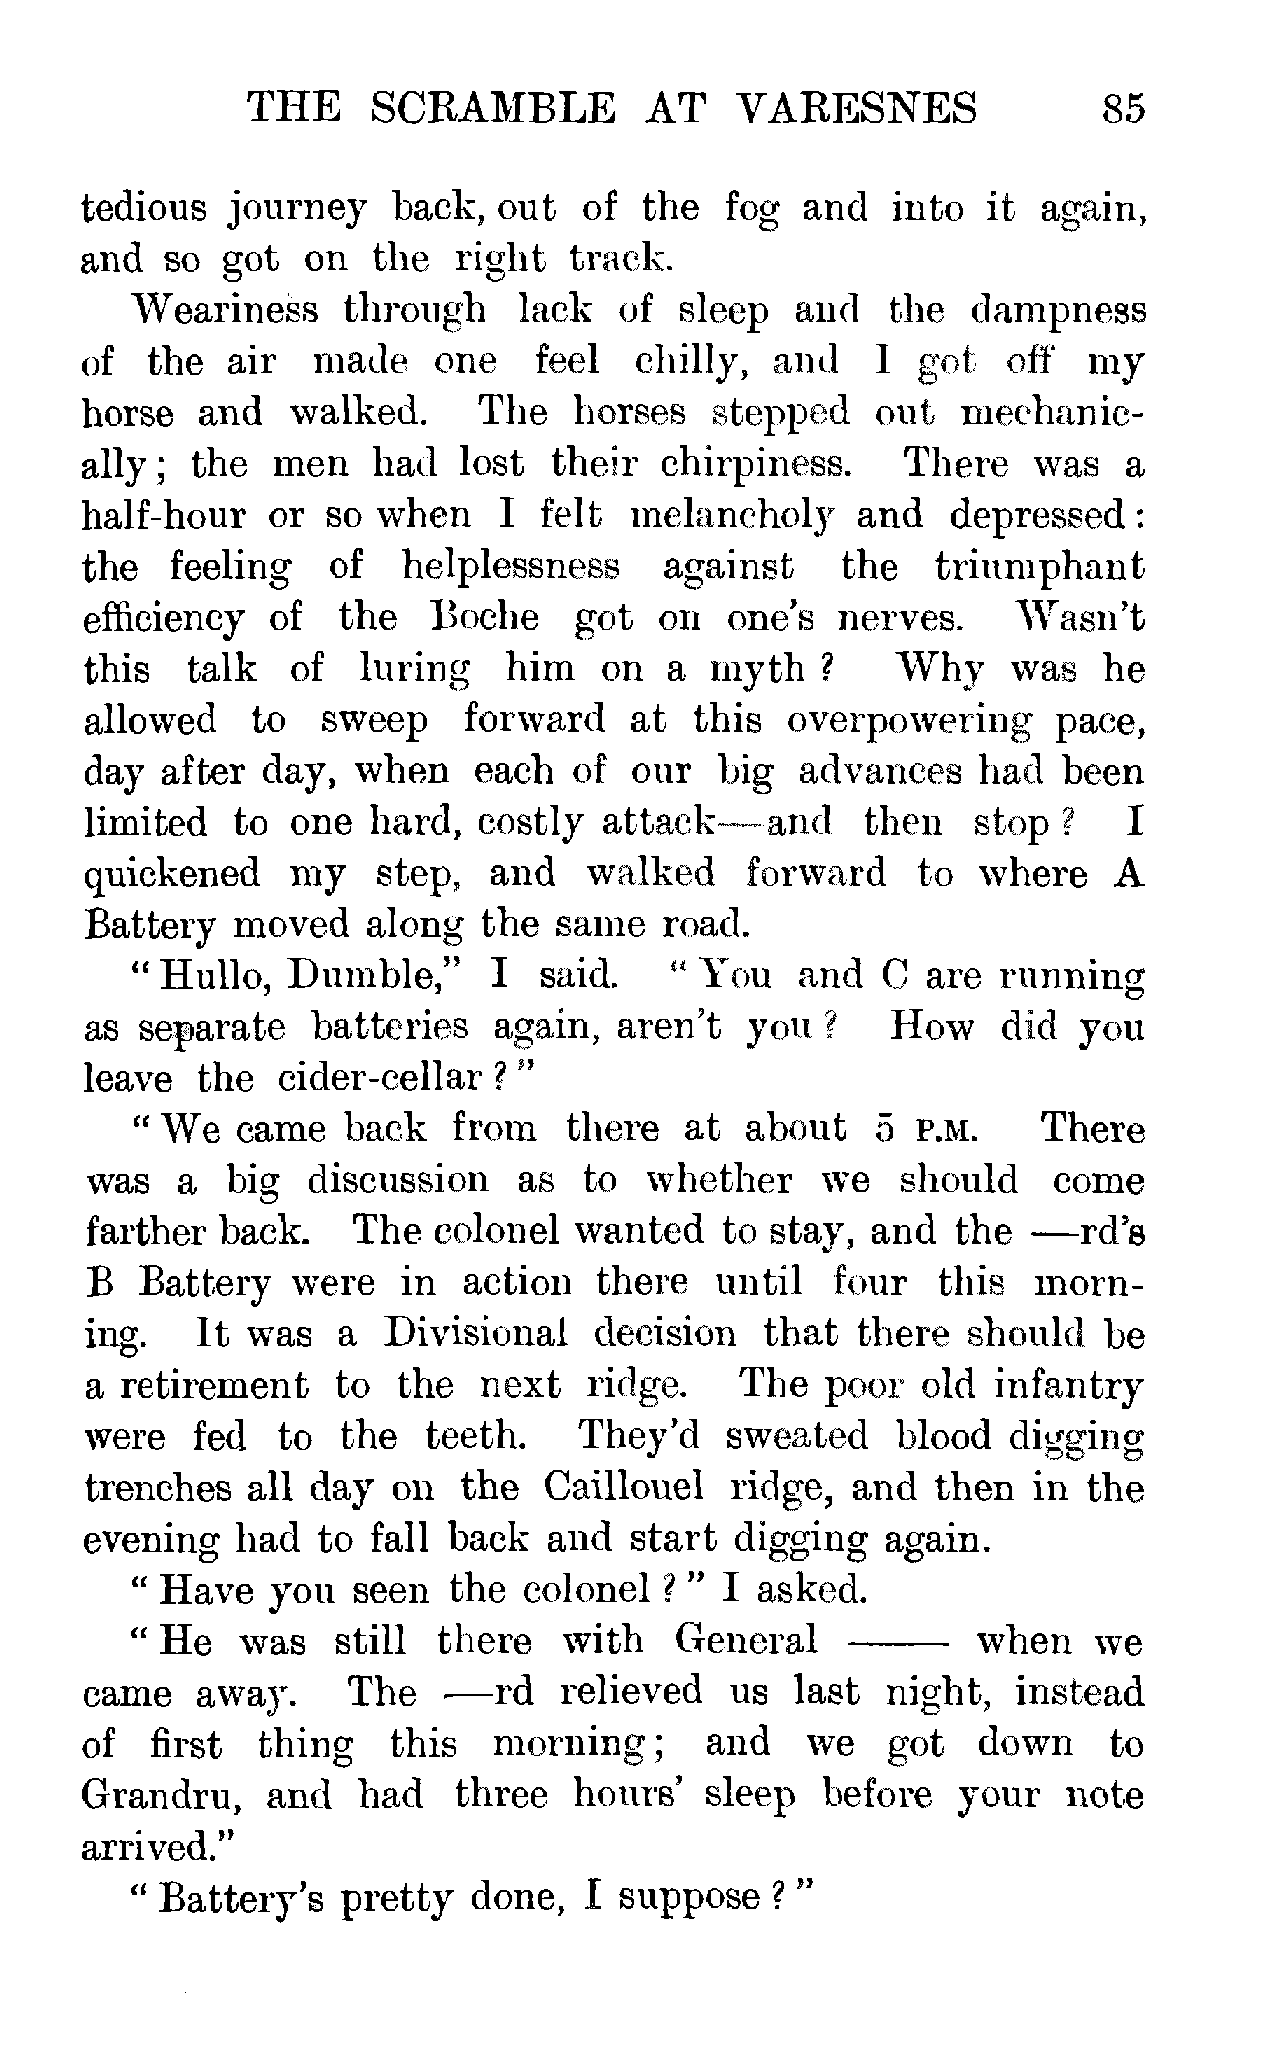 THE SCRAMBLE AT VARESNES 85
tedious journey back, out of the fog and into it again,
and so got on the right track.
Weariness through lack of sleep and the dampness
of the air made one feel chilly, and I got off my
horse and walked. The horses stepped out mechanic-
ally; the men had lost their chirpiness. There was a
half-hour or so when I felt melancholy and depressed:
the feeling of helplessness against the triumphant
efficiency of the Boche got on one's nerves. Wasn't
this talk of luring him on a myth? Why was he
allowed to sweep forward at this overpowering pace,
day after day, when each of our big advances had been
limited to one hard, costly attack—and then stop? I
quickened my step, and walked forward to where A
Battery moved along the same road.
"Hullo, Dumble," I said. "You and C are running
as separate batteries again, aren't you? How did you
leave the cider-cellar?"
"We came back from there at about 5 P.M. There
was a big discussion as to whether we should come
farther back. The colonel wanted to stay, and the —rd's
B Battery were in action there until four this morn-
ing. It was a Divisional decision that there should be
a retirement to the next ridge. The poor old infantry
were fed to the teeth. They'd sweated blood digging
trenches all day on the Caillouel ridge, and then in the
evening had to fall back and start digging again.
"Have you seen the colonel?" I asked.
"He was still there with General —— when we
came away. The —rd relieved us last night, instead
of first thing this morning; and we got down to
Grandru, and had three hours' sleep before your note
arrived."
"Battery's pretty done, I suppose?"